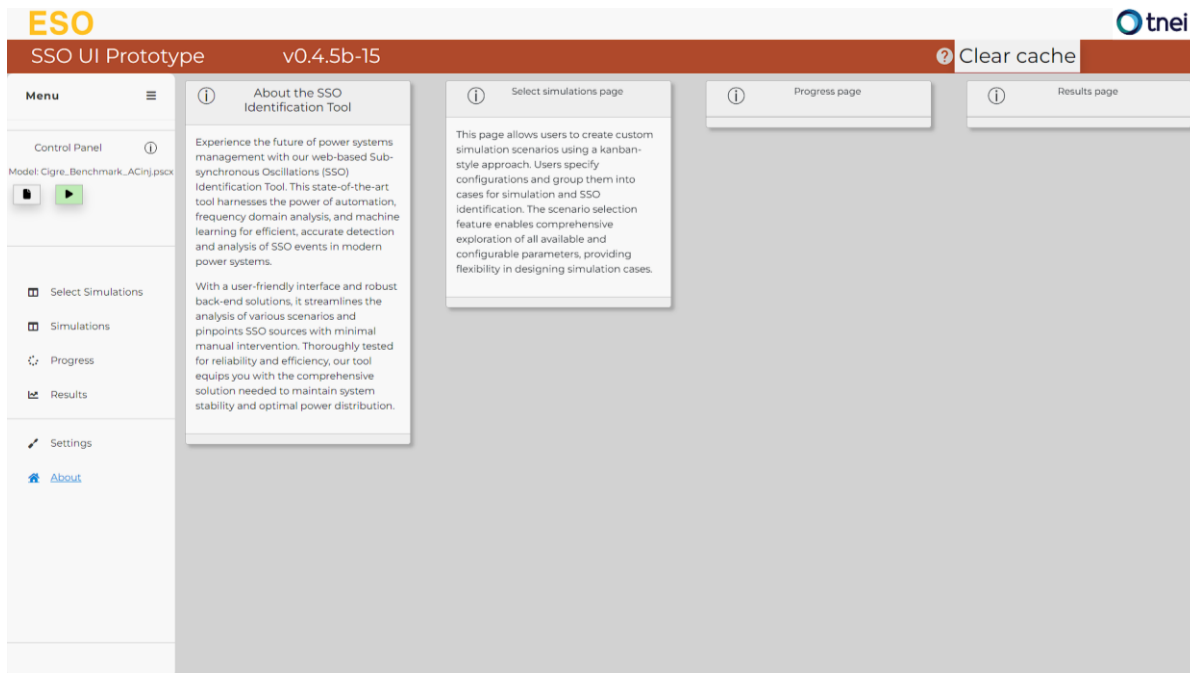 ESO
tnei
SSO UI Prototype v0.4.5b-15
Clear cache
Menu
Control Panel
Model: Cigre_Benchmark_ACinj.pscx
Select Simulations
Simulations
Progress
Results
Settings
About
About the SSO
Identification Tool
Experience the future of power systems
management with our web-based Sub-
synchronous Oscillations (SSO)
Identification Tool. This state-of-the-art
tool harnesses the power of automation,
frequency domain analysis, and machine
learning for efficient, accurate detection
and analysis of SSO events in modern
power systems.
With a user-friendly interface and robust
back-end solutions, it streamlines the
analysis of various scenarios and
pinpoints SSO sources with minimal
manual intervention. Thoroughly tested
for reliability and efficiency, our tool
equips you with the comprehensive
solution needed to maintain system
stability and optimal power distribution.
Select simulations page
This page allows users to create custom
simulation scenarios using a kanban-
style approach. Users specify
configurations and group them into
cases for simulation and SSO
identification. The scenario selection
feature enables comprehensive
exploration of all available and
configurable parameters, providing
flexibility in designing simulation cases.
Progress page
Results page